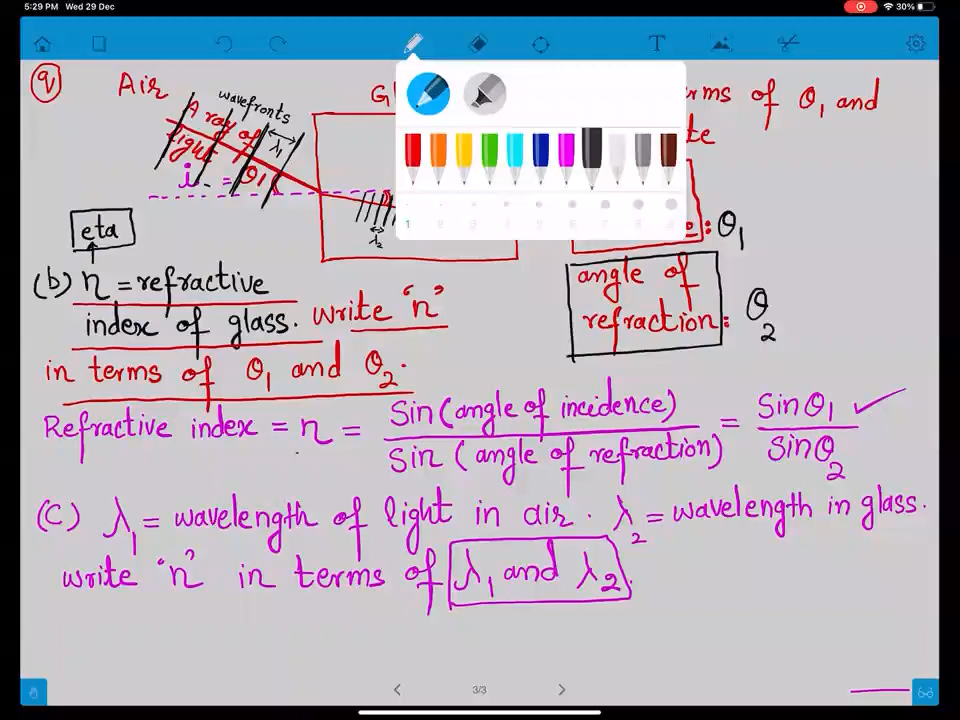 5:29 PM Wed 29 Dec
30%
T
9
Air
rms of θ1 and
wavefronts
A ray of
light
λ1
i = θ1
λ2
: θ1
eta
angle of
refraction: θ2
(b) η = refractive
index of glass. write "η"
in terms of θ1 and θ2.
Refractive index = η = Sin(angle of incidence) / Sin (angle of refraction) = Sinθ1 / Sinθ2 ✓
(C) λ1 = wavelength of light in air. λ2 = wavelength in glass.
write "η" in terms of λ1 and λ2.
3/3